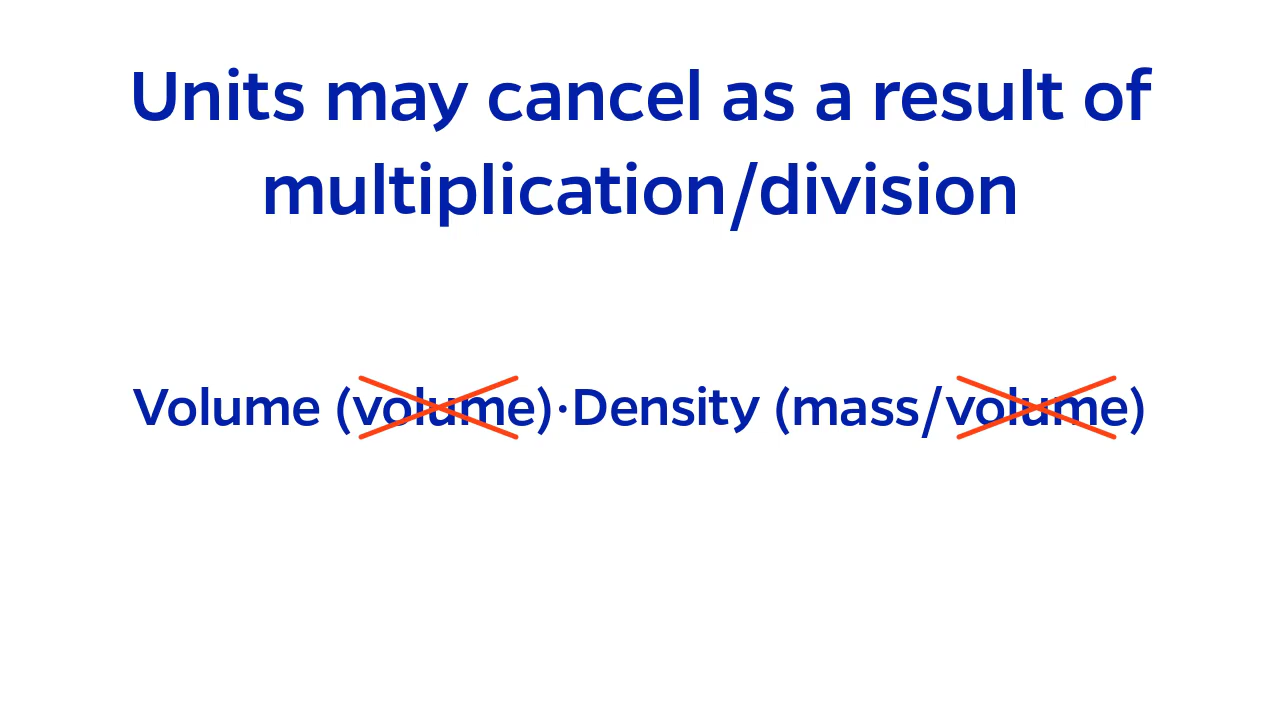 Units may cancel as a result of
multiplication/division
Volume (volume)·Density (mass/volume)